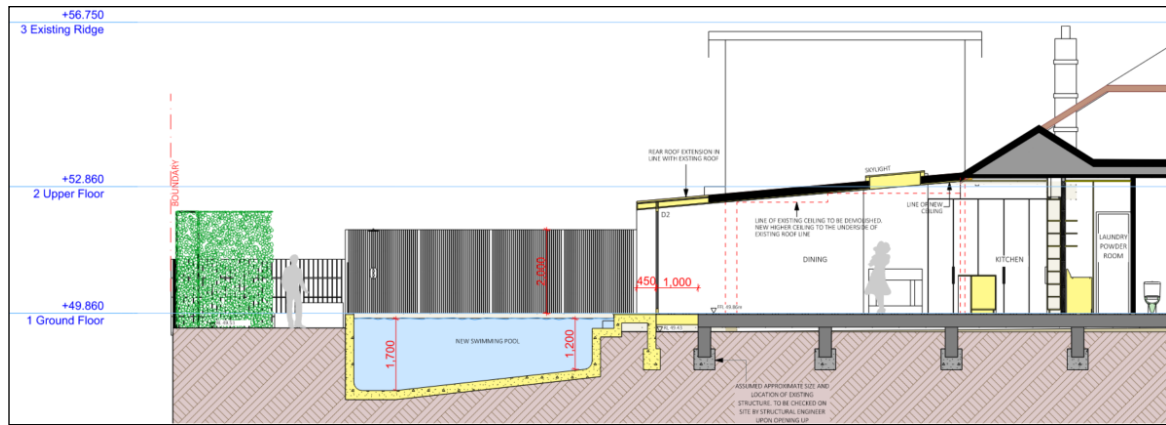 +56.750
3 Existing Ridge
BOUNDARY
REAR ROOF EXTENSION IN
LINE WITH EXISTING ROOF
SKYLIGHT
+52.860
2 Upper Floor
D2
LINE OF EXISTING CEILING TO BE DEMOLISHED.
NEW HIGHER CEILING TO THE UNDERSIDE OF
EXISTING ROOF LINE
LINE OF NEW
CEILING
DINING
KITCHEN
LAUNDRY
POWDER
ROOM
2,000
450
1,000
+49.860
1 Ground Floor
NEW SWIMMING POOL
1,700
1,200
ASSUMED APPROXIMATE SIZE AND
LOCATION OF EXISTING
STRUCTURE. TO BE CHECKED ON
SITE BY STRUCTURAL ENGINEER
UPON OPENING UP